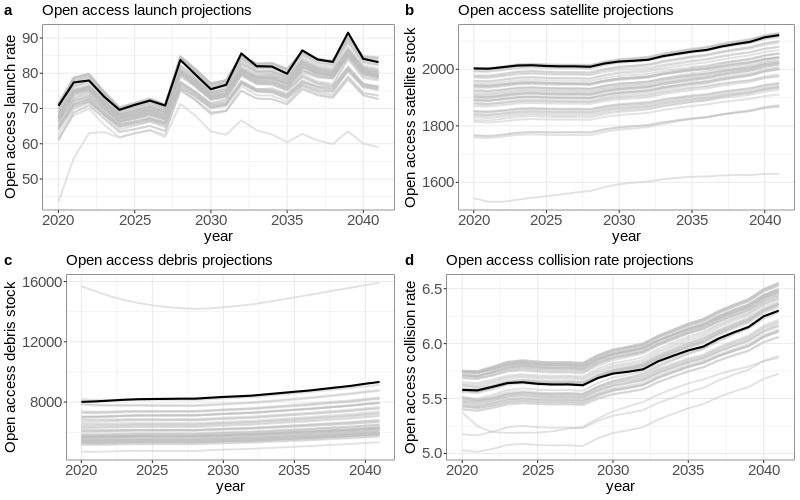 a Open access launch projections
Open access launch rate
90
80
70
60
50
2020 2025 2030 2035 2040
year
b Open access satellite projections
Open access satellite stock
2000
1800
1600
2020 2025 2030 2035 2040
year
c Open access debris projections
Open access debris stock
16000
12000
8000
2020 2025 2030 2035 2040
year
d Open access collision rate projections
Open access collision rate
6.5
6.0
5.5
5.0
2020 2025 2030 2035 2040
year